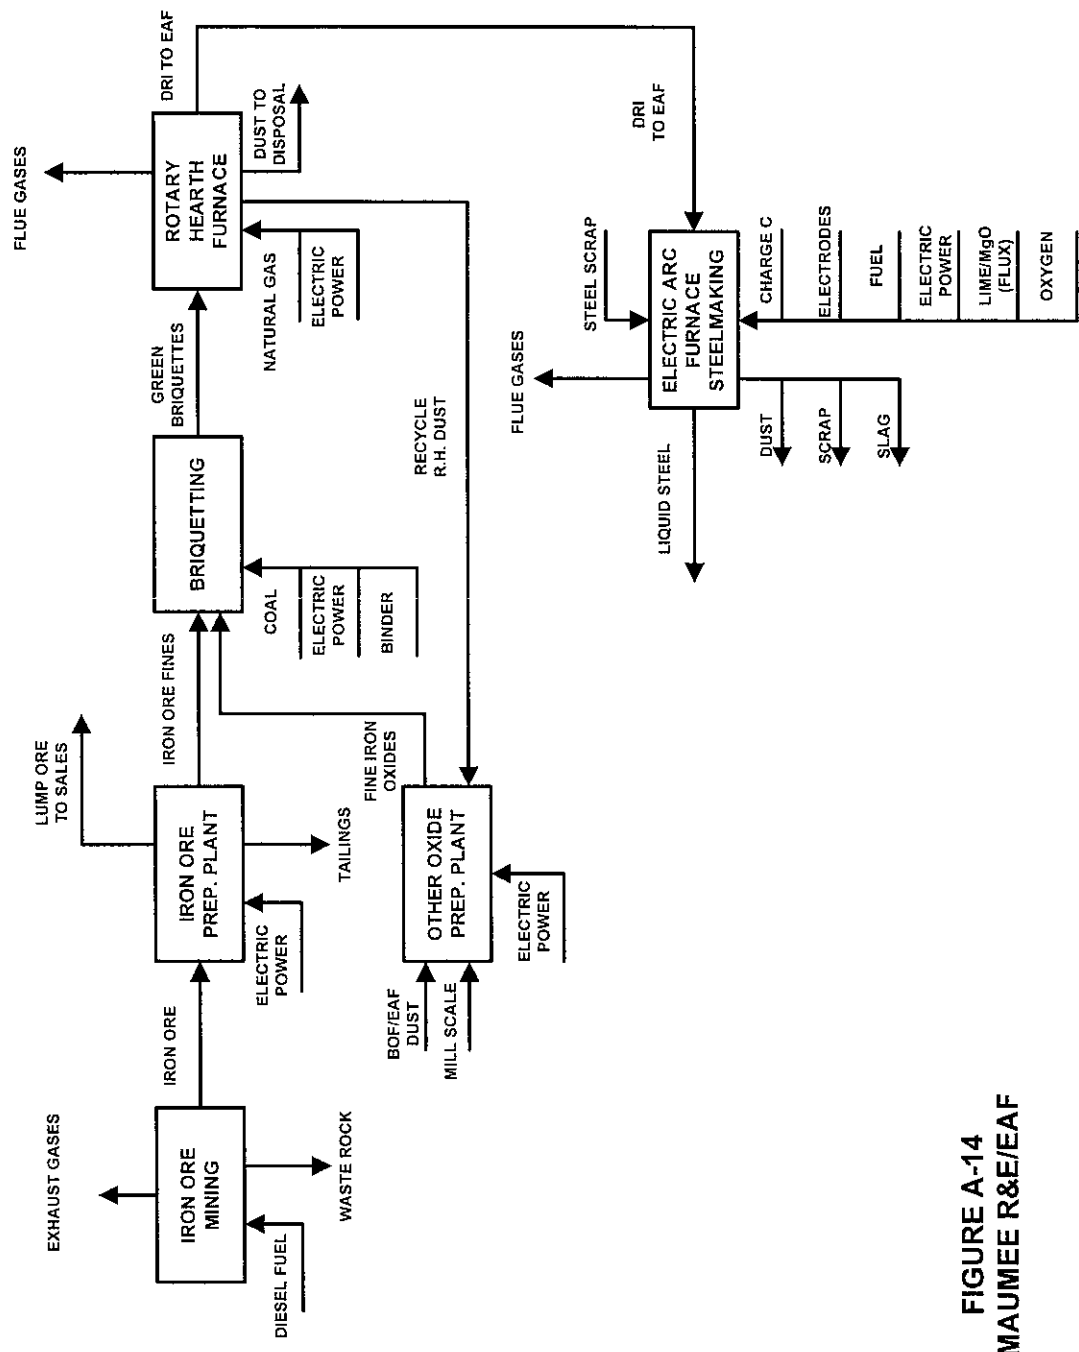 EXHAUST GASES
IRON ORE
MINING
DIESEL FUEL
WASTE ROCK
IRON ORE
LUMP ORE
TO SALES
IRON ORE
PREP. PLANT
ELECTRIC
POWER
TAILINGS
IRON ORE FINES
BRIQUETTING
COAL
ELECTRIC
POWER
BINDER
GREEN
BRIQUETTES
FLUE GASES
ROTARY
HEARTH
FURNACE
NATURAL GAS
ELECTRIC
POWER
DUST TO
DISPOSAL
DRI TO EAF
BOF/EAF
DUST
MILL SCALE
OTHER OXIDE
PREP. PLANT
ELECTRIC
POWER
FINE IRON
OXIDES
RECYCLE
R.H. DUST
DRI
TO EAF
LIQUID STEEL
FLUE GASES
STEEL SCRAP
ELECTRIC ARC
FURNACE
STEELMAKING
DUST
SCRAP
SLAG
CHARGE C
ELECTRODES
FUEL
ELECTRIC
POWER
LIME/MgO
(FLUX)
OXYGEN
FIGURE A-14
MAUMEE R&E/EAF